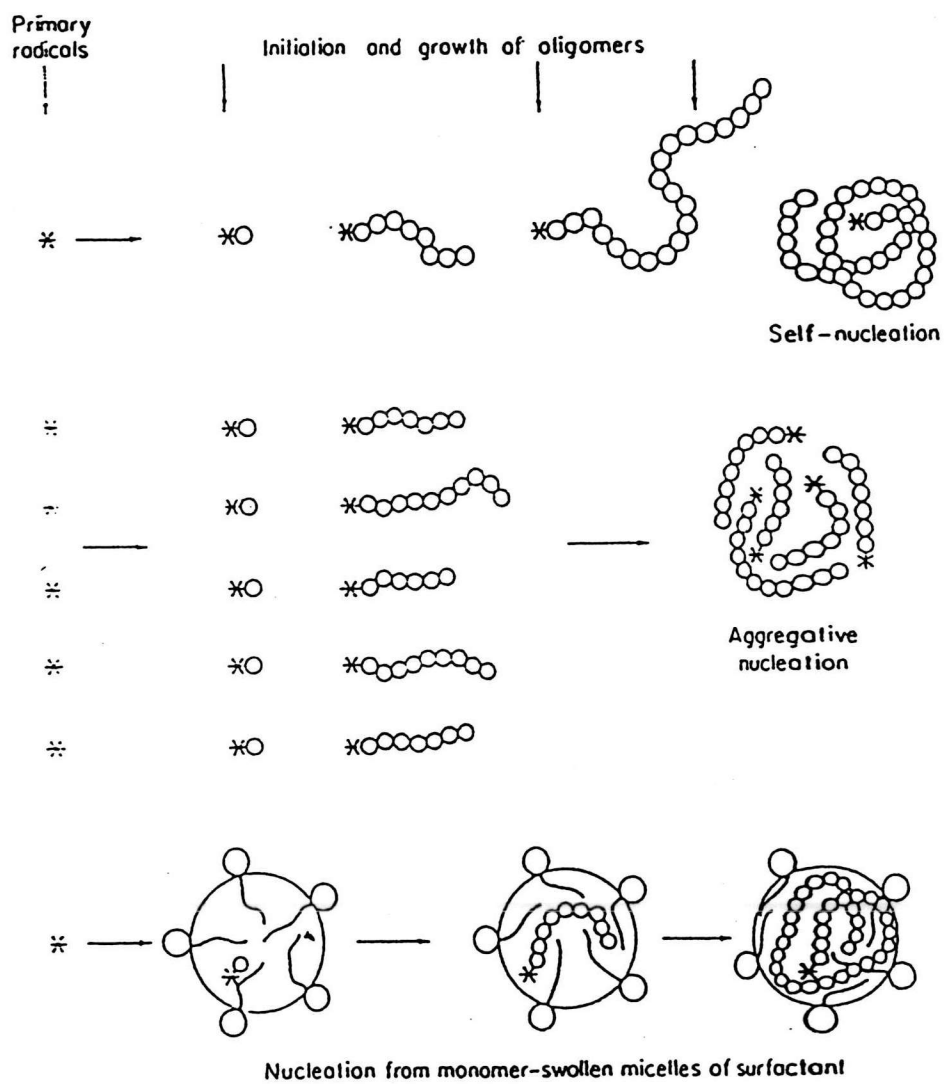 Primary
radicals
Initiation and growth of oligomers
Self-nucleation
Aggregative
nucleation
Nucleation from monomer-swollen micelles of surfactant